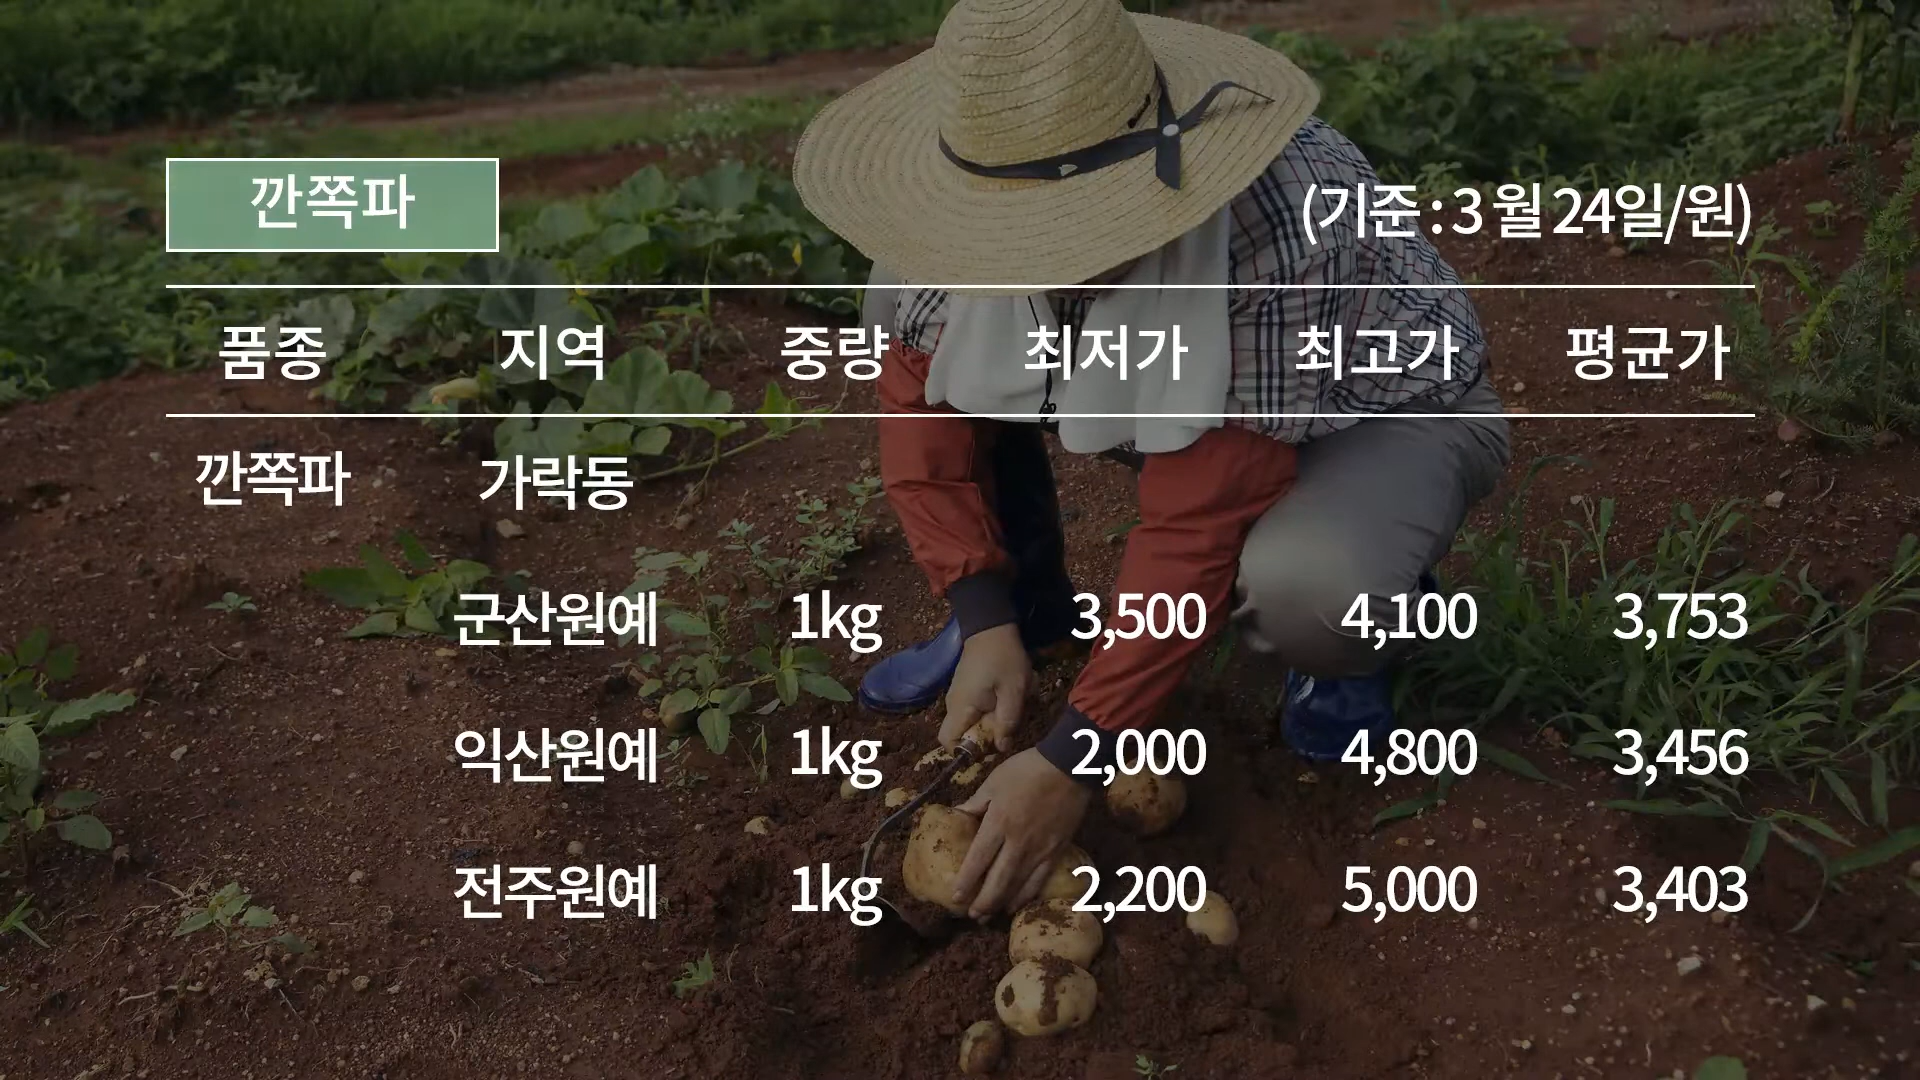 깐쪽파
(기준 : 3 월 24일/원)
품종 지역 중량 최저가 최고가 평균가
깐쪽파 가락동
군산원예 1kg 3,500 4,100 3,753
익산원예 1kg 2,000 4,800 3,456
전주원예 1kg 2,200 5,000 3,403